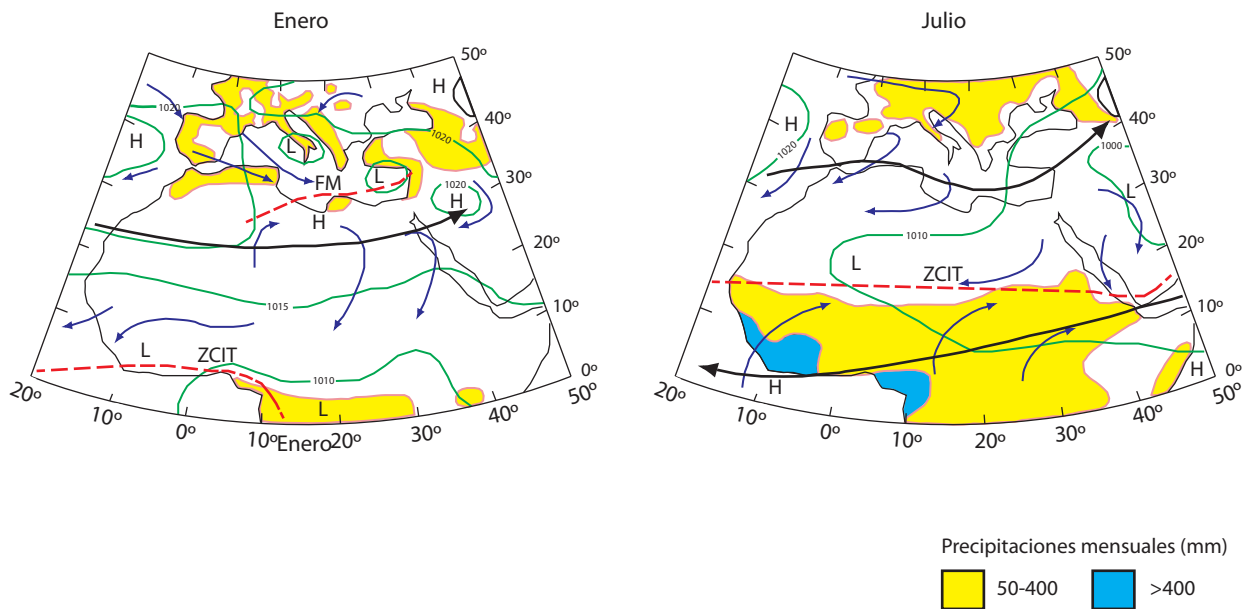 Enero
50º
H
40º
1020
H
L
1020
30º
FM
L
1020
H
H
20º
1015
10º
L
ZCIT
1010
0º
20º
L
50º
10º
40º
0º
30º
10º
20º
Enero
Julio
50º
H
40º
H
1020
1000
30º
L
1010
20º
L
ZCIT
10º
H
H
0º
20º
50º
10º
40º
0º
30º
10º
20º
Precipitaciones mensuales (mm)
50-400
>400